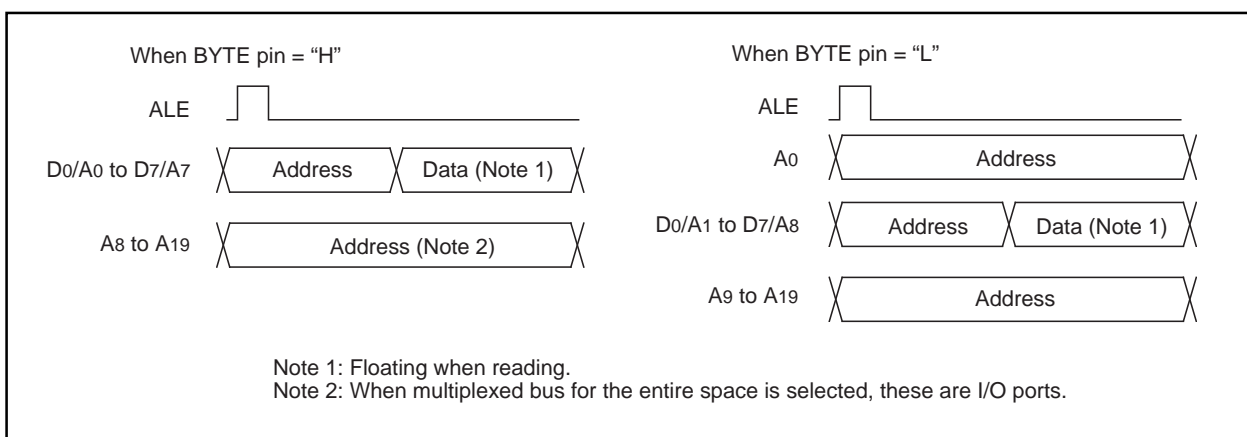 When BYTE pin = “H”
ALE
D0/A0 to D7/A7
Address
Data (Note 1)
A8 to A19
Address (Note 2)
When BYTE pin = “L”
ALE
A0
Address
D0/A1 to D7/A8
Address
Data (Note 1)
A9 to A19
Address
Note 1: Floating when reading.
Note 2: When multiplexed bus for the entire space is selected, these are I/O ports.